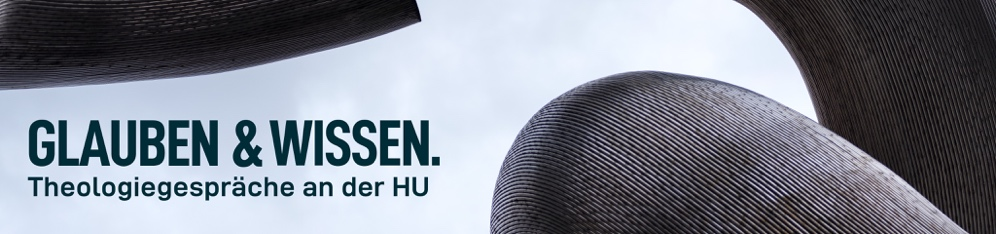 GLAUBEN & WISSEN.
Theologiegespräche an der HU